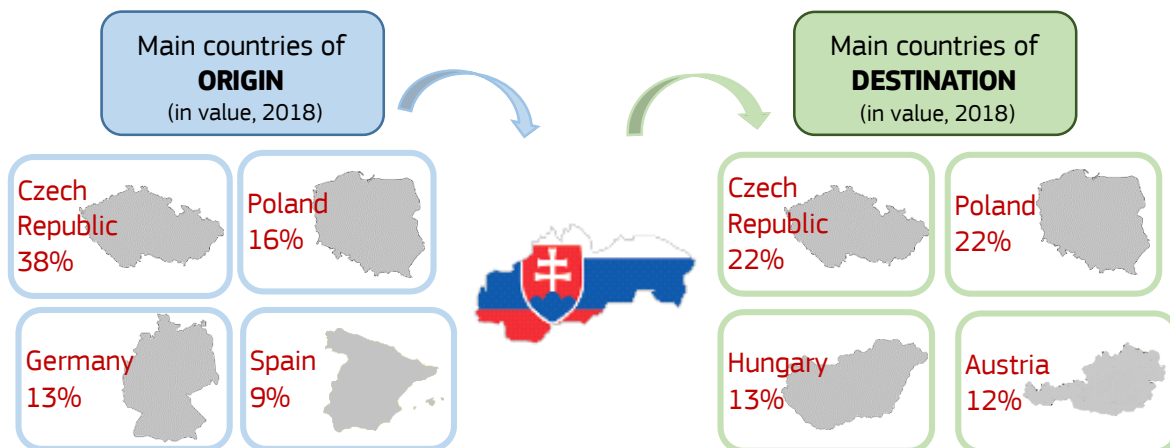 Main countries of
ORIGIN
(in value, 2018)
Main countries of
DESTINATION
(in value, 2018)
Czech
Republic
38%
Poland
16%
Czech
Republic
22%
Poland
22%
Germany
13%
Spain
9%
Hungary
13%
Austria
12%